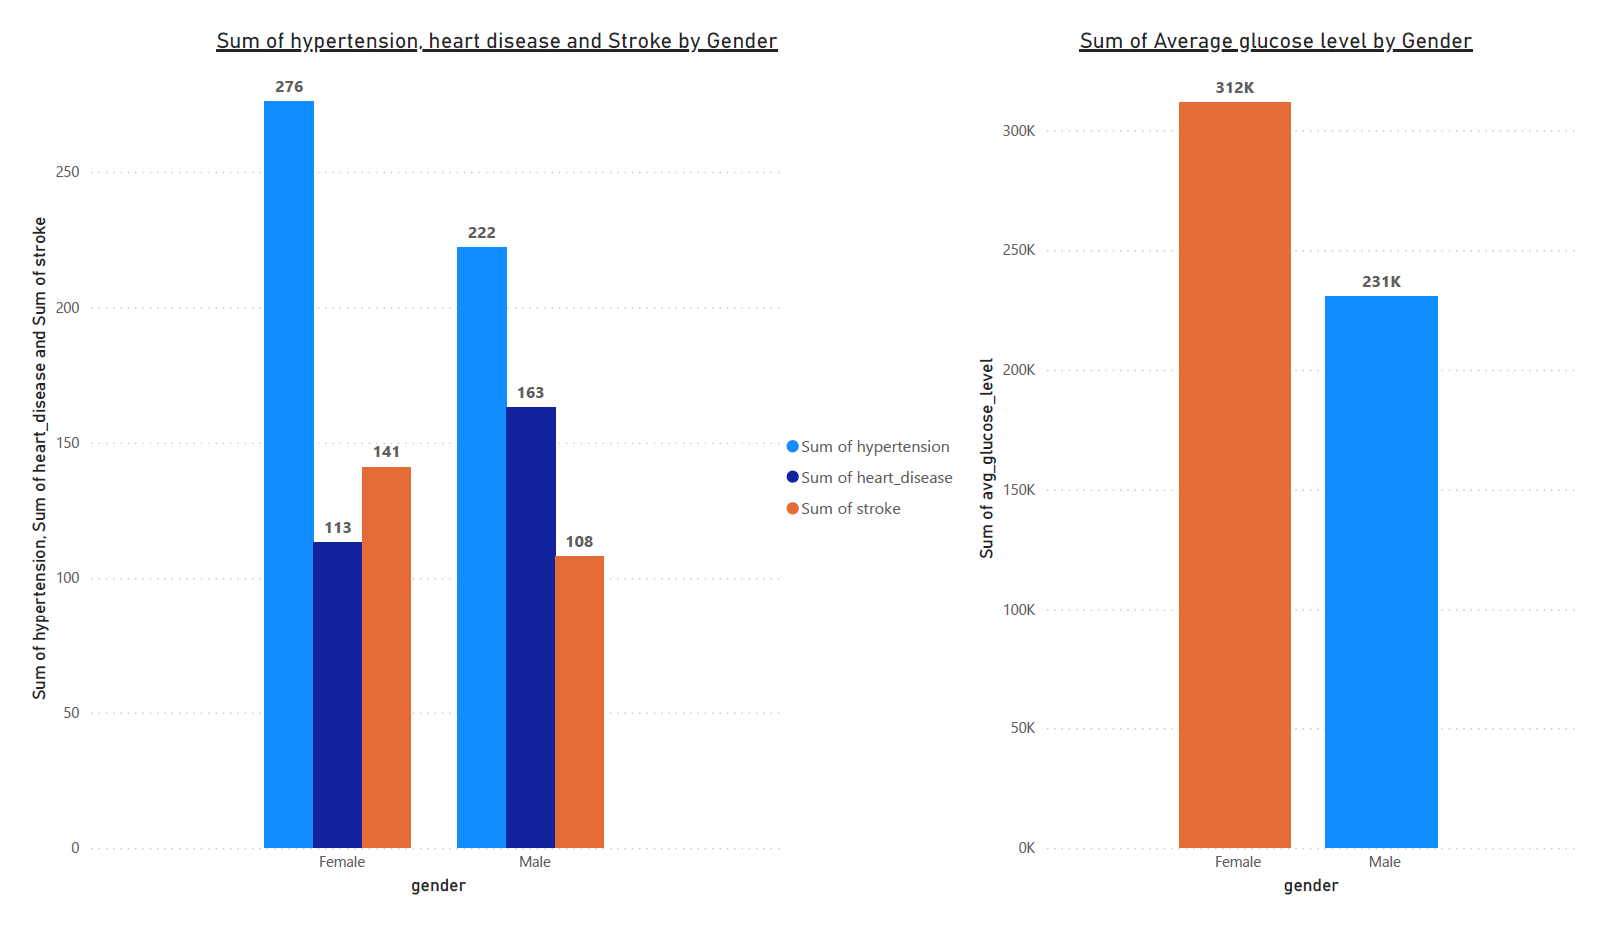 Sum of hypertension, heart disease and Stroke by Gender
276
250
222
200
163
150
141
113
108
100
50
0
Sum of hypertension, Sum of heart_disease and Sum of stroke
Female
Male
gender
Sum of hypertension
Sum of heart_disease
Sum of stroke
Sum of Average glucose level by Gender
312K
300K
250K
231K
200K
150K
100K
50K
0K
Sum of avg_glucose_level
Female
Male
gender